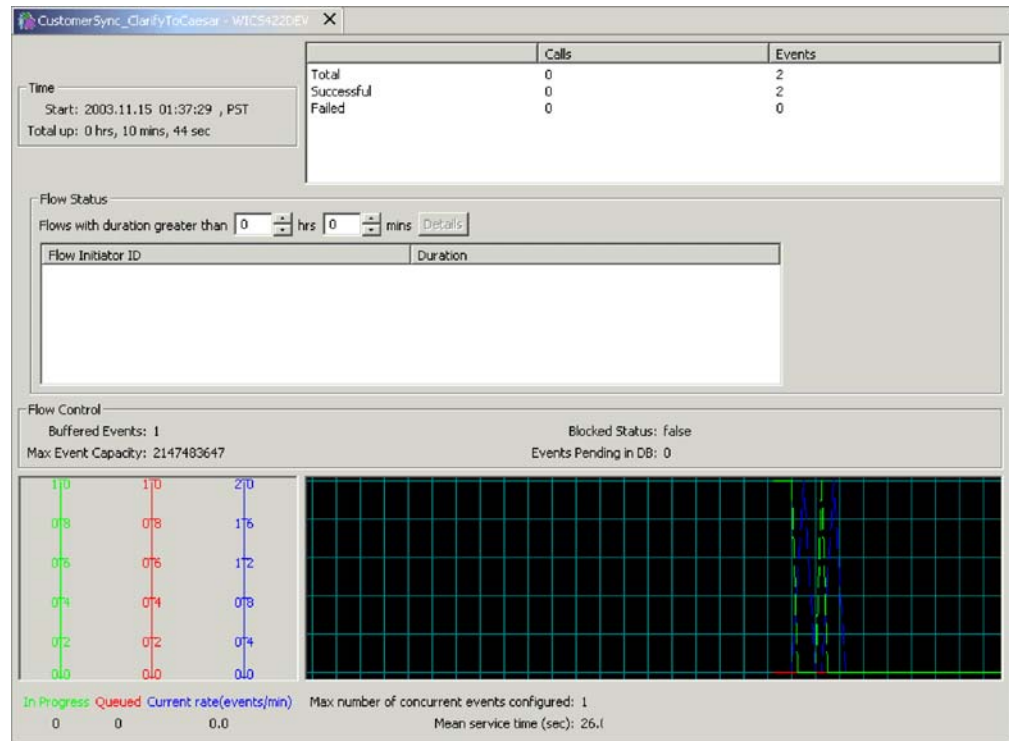 CustomerSync_ClarifyToCaesar - WICS422DEV
Calls Events
Total 0 2
Successful 0 2
Failed 0 0
Time
Start: 2003.11.15 01:37:29 , PST
Total up: 0 hrs, 10 mins, 44 sec
Flow Status
Flows with duration greater than 0 hrs 0 mins Details
Flow Initiator ID Duration
Flow Control
Buffered Events: 1 Blocked Status: false
Max Event Capacity: 2147483647 Events Pending in DB: 0
1.0 1.0 2.0
0.8 0.8 1.6
0.6 0.6 1.2
0.4 0.4 0.8
0.2 0.2 0.4
0.0 0.0 0.0
In Progress Queued Current rate(events/min) Max number of concurrent events configured: 1
0 0 0.0 Mean service time (sec): 26.